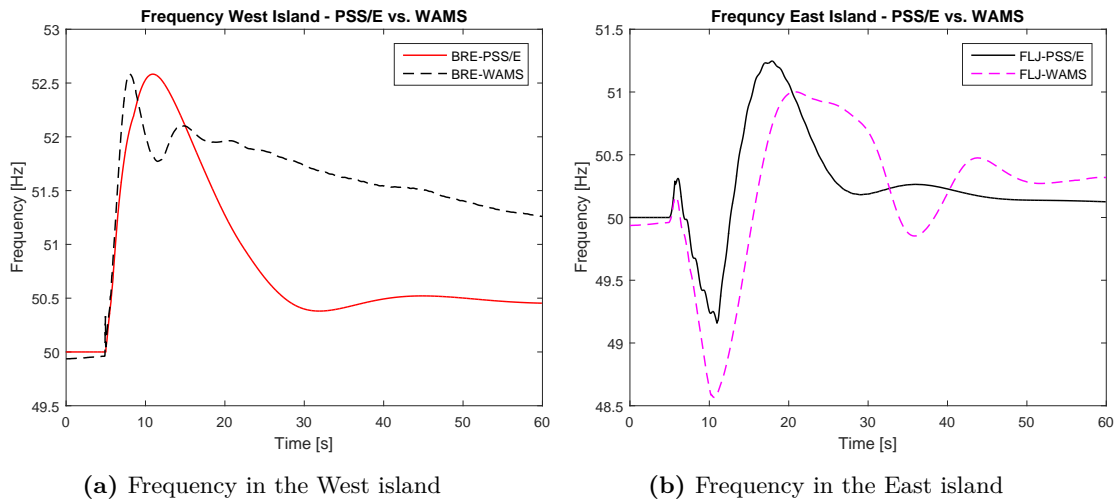 Frequency West Island - PSS/E vs. WAMS
53
52.5
52
51.5
51
50.5
50
49.5
Frequency [Hz]
BRE-PSS/E
BRE-WAMS
0 10 20 30 40 50 60
Time [s]
(a) Frequency in the West island
Frequncy East Island - PSS/E vs. WAMS
51.5
51
50.5
50
49.5
49
48.5
Frequency [Hz]
FLJ-PSS/E
FLJ-WAMS
0 10 20 30 40 50 60
Time [s]
(b) Frequency in the East island